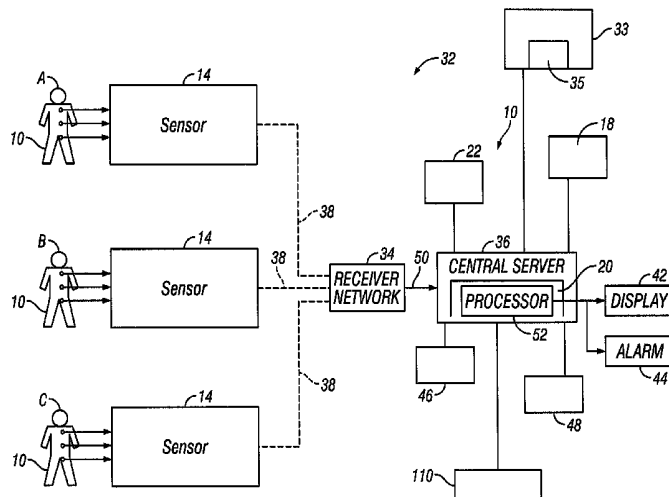 A
10
14
Sensor
38
B
10
14
Sensor
38
C
10
14
Sensor
38
34
RECEIVER
NETWORK
50
32
10
33
35
22
18
36
CENTRAL SERVER
20
PROCESSOR
52
42
DISPLAY
ALARM
44
46
48
110